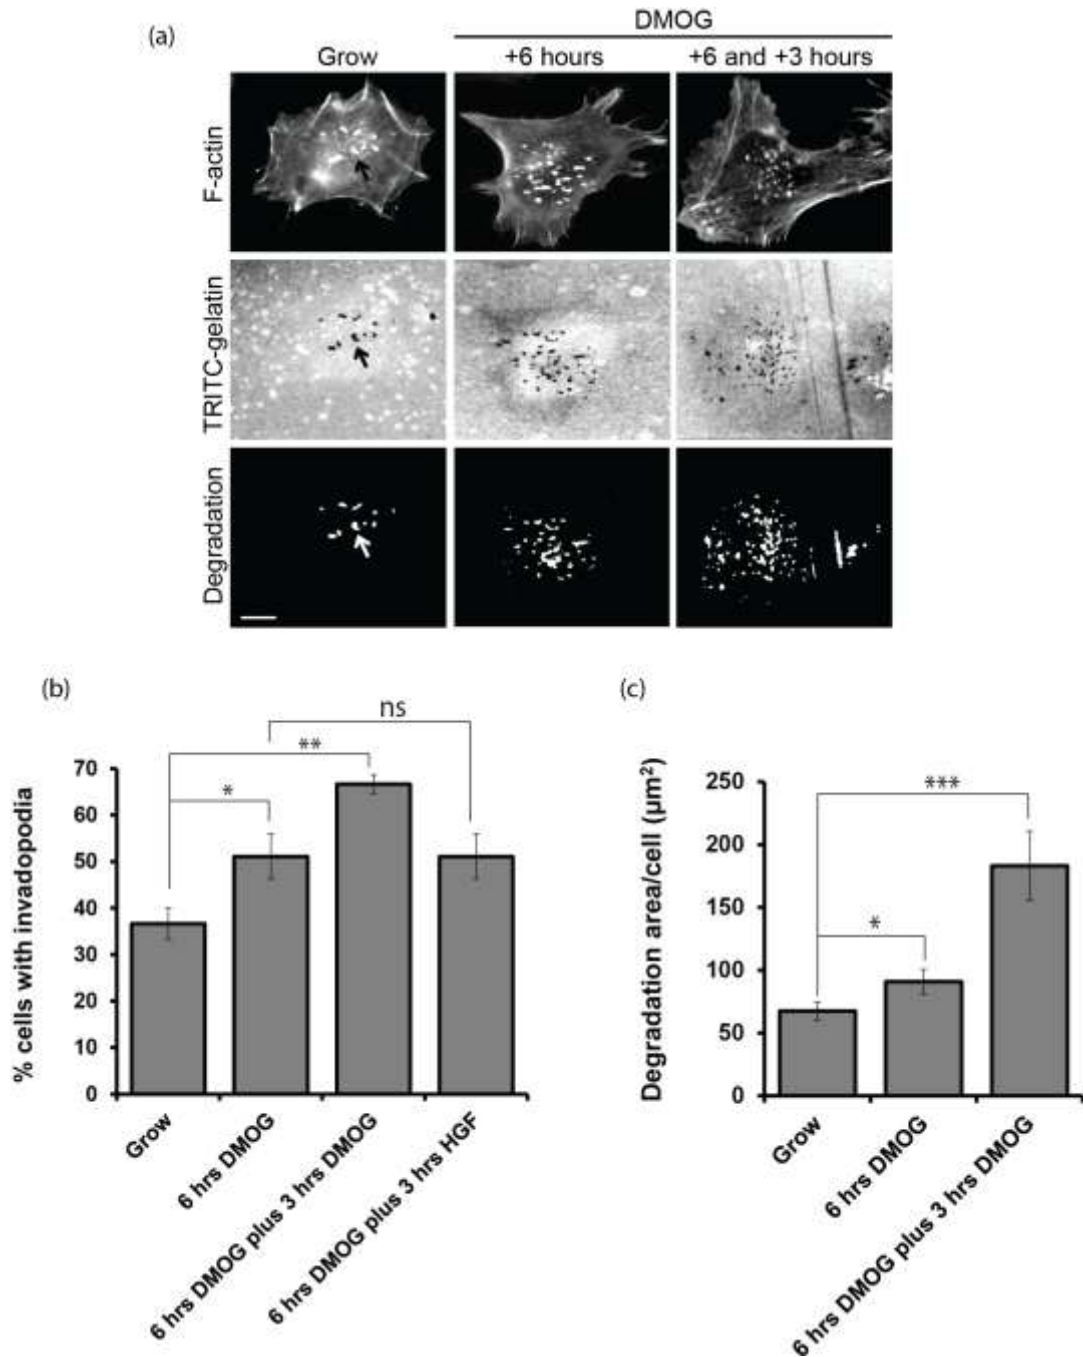 (a)
DMOG
Grow
+6 hours
+6 and +3 hours
F-actin
TRITC-gelatin
Degradation
(b)
ns
**
*
% cells with invadopodia
70
60
50
40
30
20
10
0
Grow
6 hrs DMOG
6 hrs DMOG plus 3 hrs DMOG
6 hrs DMOG plus 3 hrs HGF
(c)
***
*
Degradation area/cell (µm²)
250
200
150
100
50
0
Grow
6 hrs DMOG
6 hrs DMOG plus 3 hrs DMOG